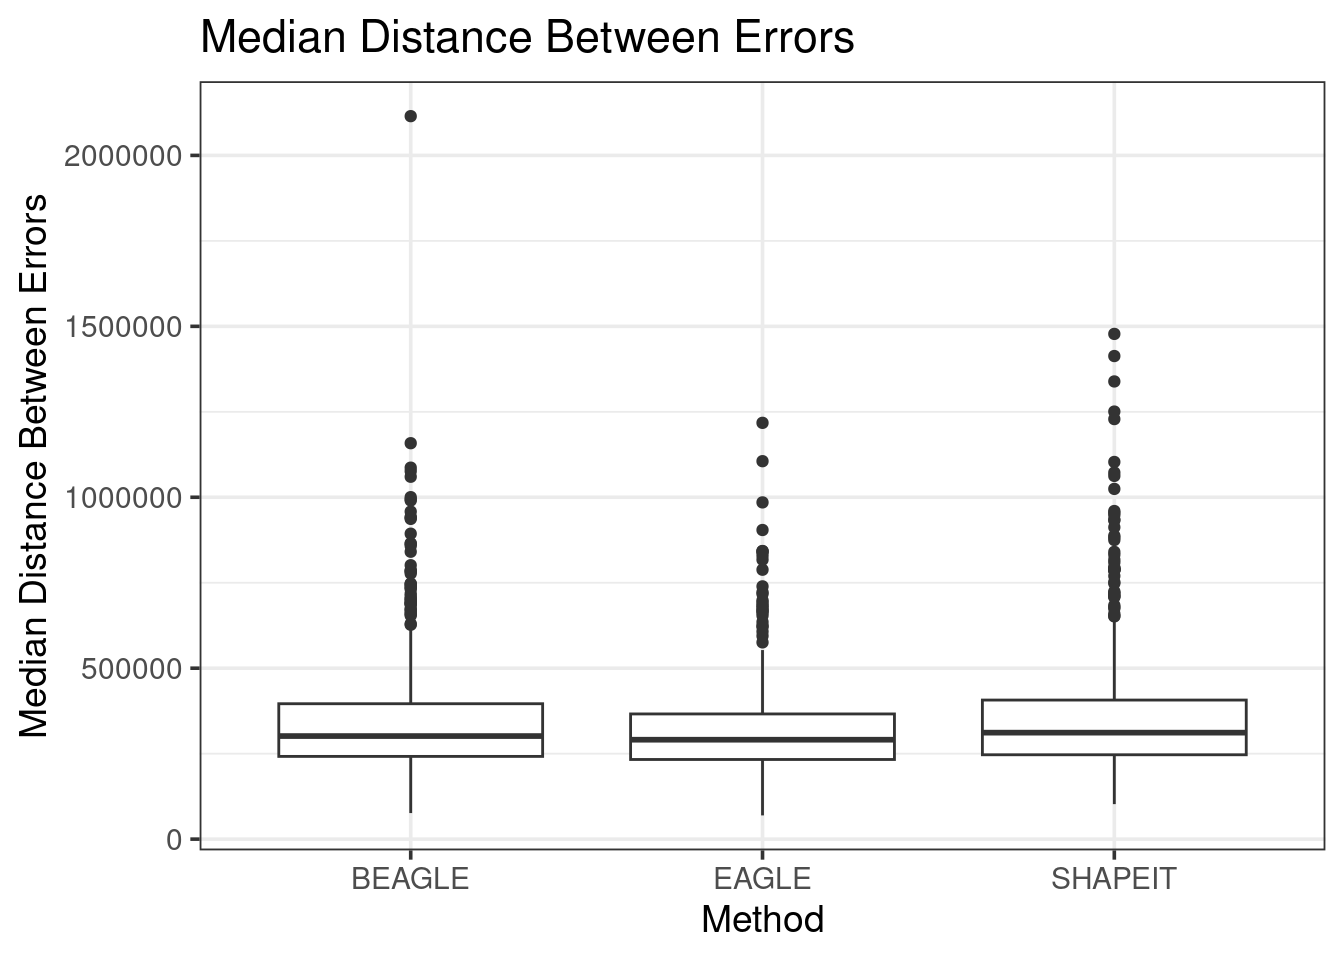 Median Distance Between Errors
Median Distance Between Errors
2000000
1500000
1000000
500000
0
BEAGLE EAGLE SHAPEIT
Method